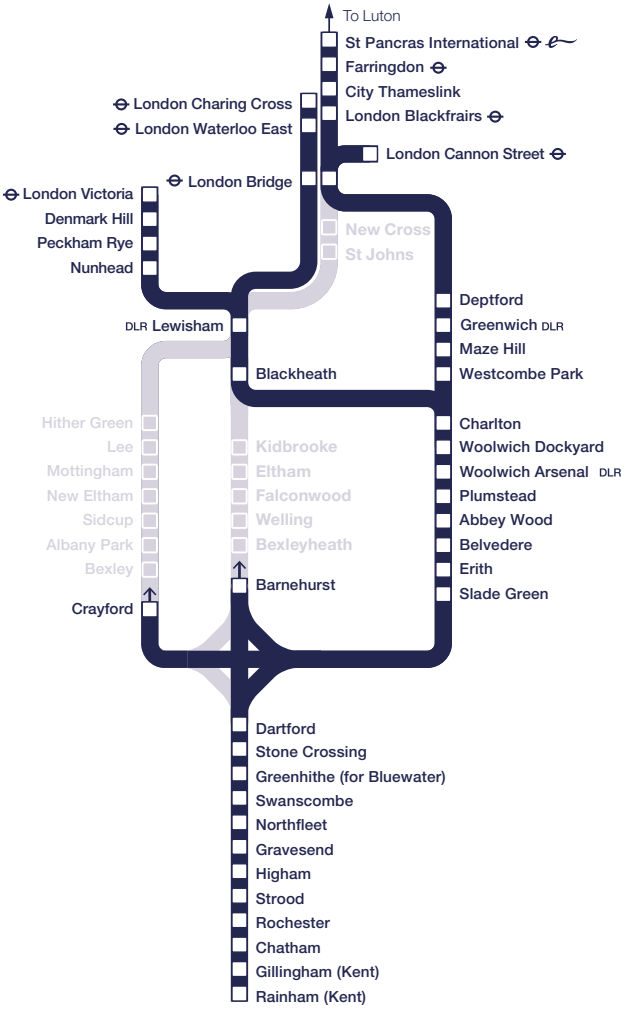 To Luton
St Pancras International
Farringdon
City Thameslink
London Blackfrairs
London Charing Cross
London Waterloo East
London Cannon Street
London Bridge
London Victoria
Denmark Hill
Peckham Rye
Nunhead
New Cross
St Johns
DLR Lewisham
Blackheath
Deptford
Greenwich DLR
Maze Hill
Westcombe Park
Charlton
Woolwich Dockyard
Woolwich Arsenal DLR
Plumstead
Abbey Wood
Belvedere
Erith
Slade Green
Hither Green
Lee
Mottingham
New Eltham
Sidcup
Albany Park
Bexley
Crayford
Kidbrooke
Eltham
Falconwood
Welling
Bexleyheath
Barnehurst
Dartford
Stone Crossing
Greenhithe (for Bluewater)
Swanscombe
Northfleet
Gravesend
Higham
Strood
Rochester
Chatham
Gillingham (Kent)
Rainham (Kent)